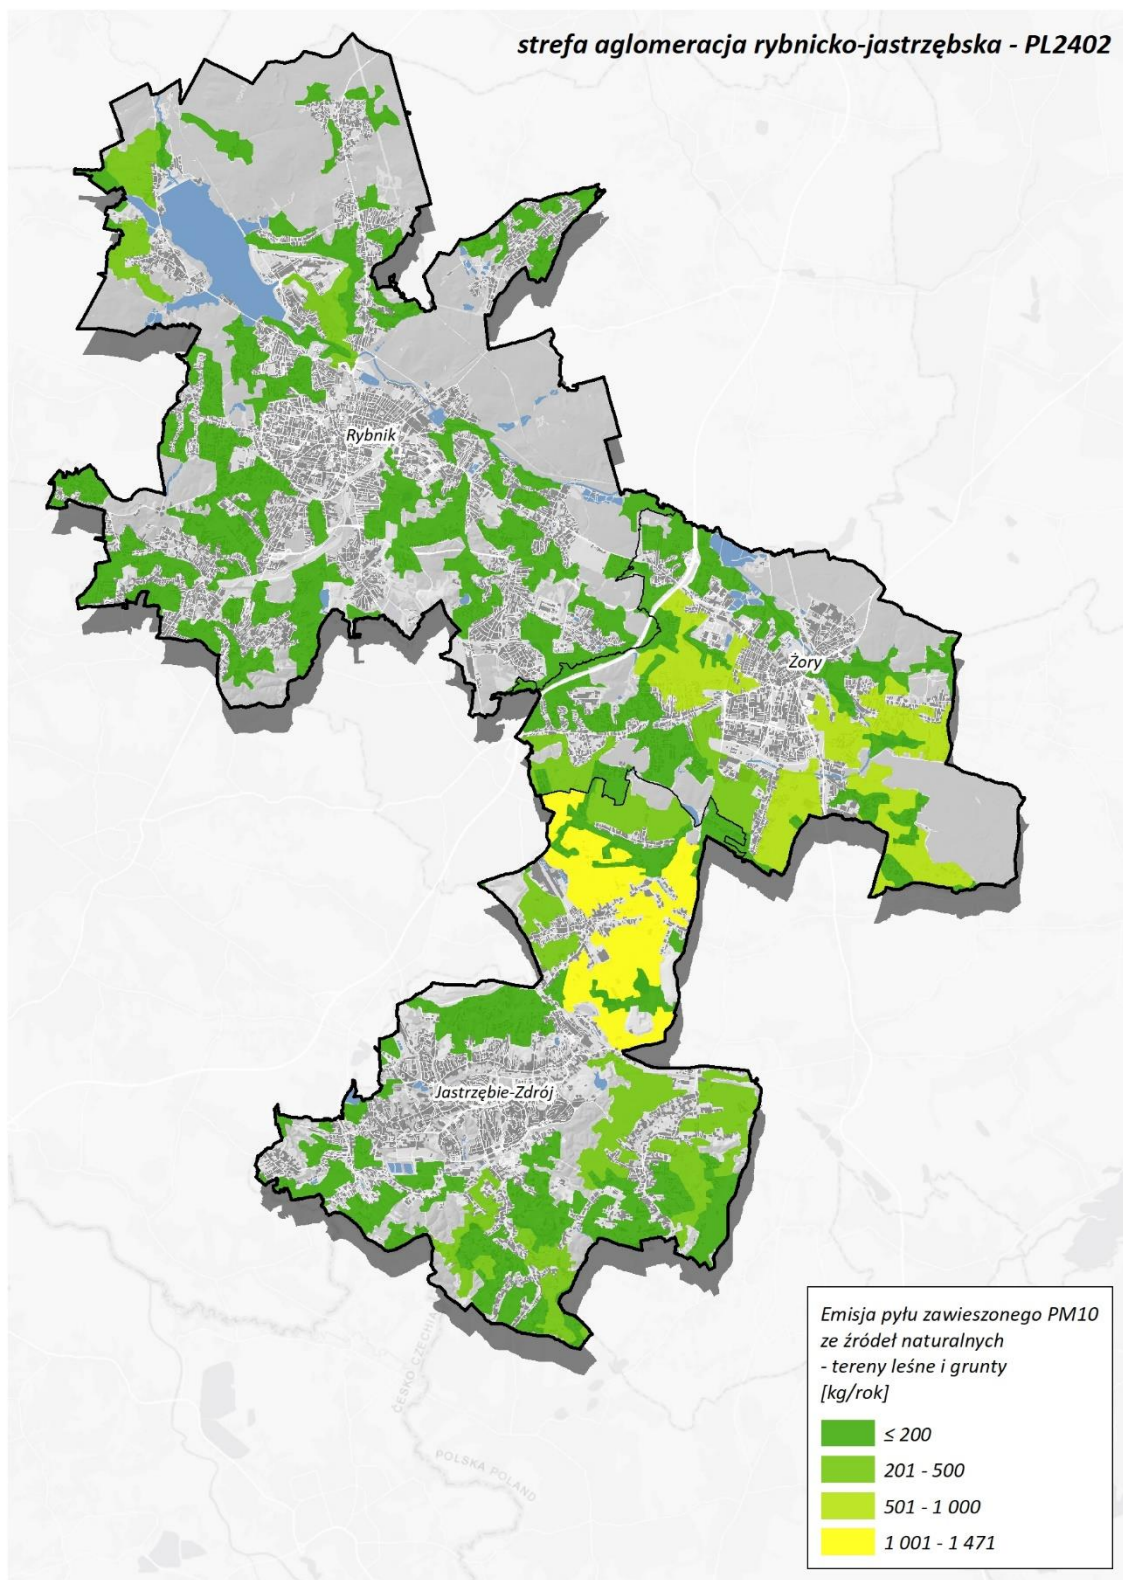 strefa aglomeracja rybnicko-jastrzębska - PL2402
Rybnik
Żory
Jastrzębie-Zdrój
ČESKO CZECHIA
POLSKA POLAND
Emisja pyłu zawieszonego PM10
ze źródeł naturalnych
- tereny leśne i grunty
[kg/rok]
≤ 200
201 - 500
501 - 1 000
1 001 - 1 471